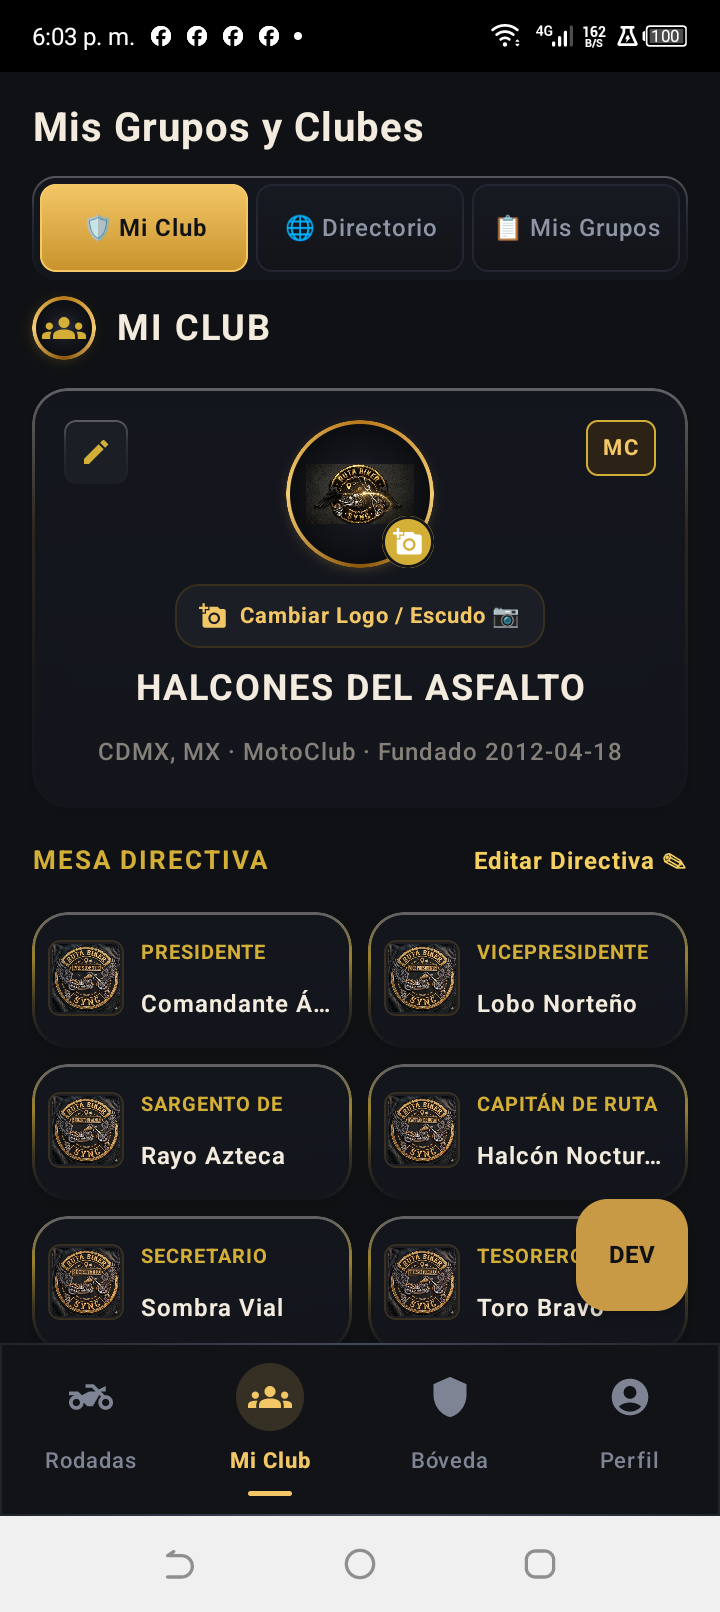 6:03 p. m.
4G
162
B/S
100
Mis Grupos y Clubes
Mi Club
Directorio
Mis Grupos
MI CLUB
MC
RUTA BIKER
SYNC
Cambiar Logo / Escudo
HALCONES DEL ASFALTO
CDMX, MX · MotoClub · Fundado 2012-04-18
MESA DIRECTIVA
Editar Directiva
PRESIDENTE
Comandante Á...
VICEPRESIDENTE
Lobo Norteño
SARGENTO DE
Rayo Azteca
CAPITÁN DE RUTA
Halcón Noctur...
SECRETARIO
Sombra Vial
TESORERO
Toro Bravo
DEV
Rodadas
Mi Club
Bóveda
Perfil